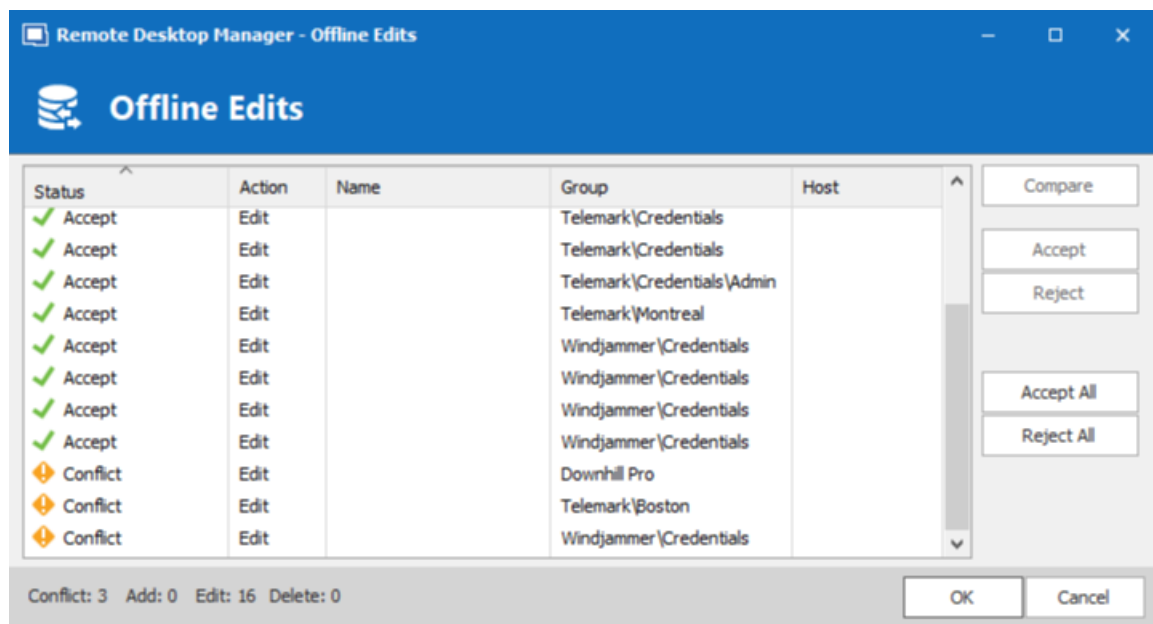 Remote Desktop Manager - Offline Edits
Offline Edits
Status Action Name Group Host
Accept Edit Telemark\Credentials
Accept Edit Telemark\Credentials
Accept Edit Telemark\Credentials\Admin
Accept Edit Telemark\Montreal
Accept Edit Windjammer\Credentials
Accept Edit Windjammer\Credentials
Accept Edit Windjammer\Credentials
Accept Edit Windjammer\Credentials
Conflict Edit Downhill Pro
Conflict Edit Telemark\Boston
Conflict Edit Windjammer\Credentials
Compare
Accept
Reject
Accept All
Reject All
Conflict: 3 Add: 0 Edit: 16 Delete: 0
OK Cancel